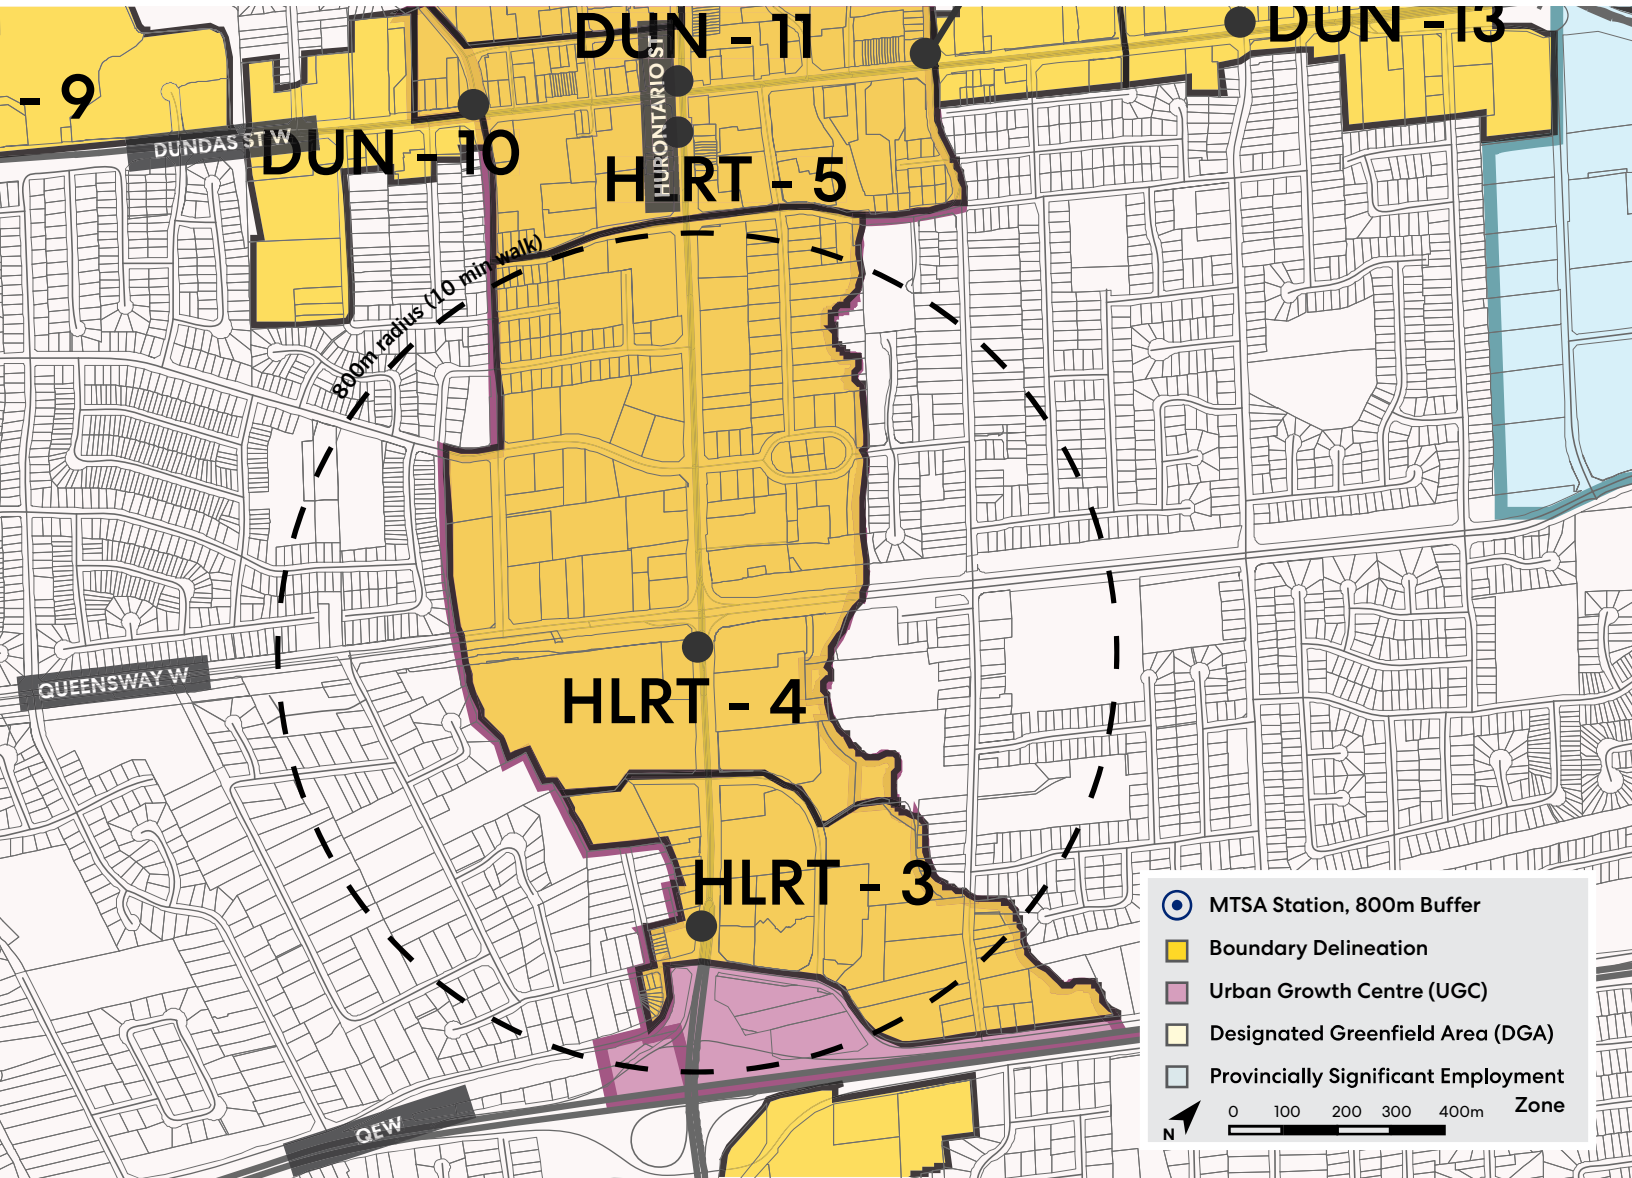 DUN - 11
DUN - 13
- 9
HURONTARIO ST
DUNDAS ST W
DUN - 10
HLRT - 5
800m radius (10 min walk)
QUEENSWAY W
HLRT - 4
HLRT - 3
QEW
MTSA Station, 800m Buffer
Boundary Delineation
Urban Growth Centre (UGC)
Designated Greenfield Area (DGA)
Provincially Significant Employment
Zone
N
0 100 200 300 400m